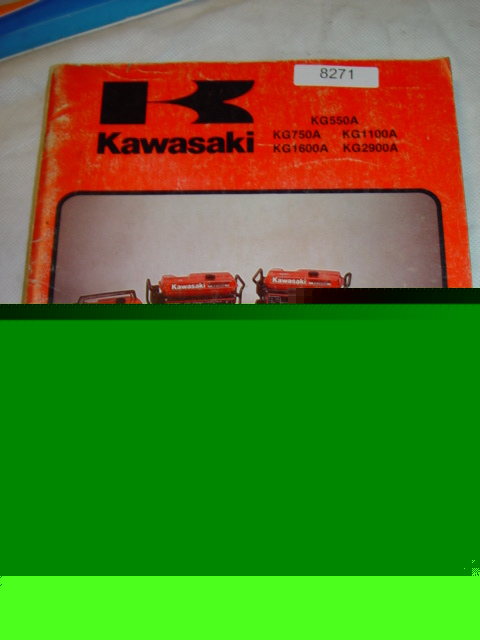 8271
Kawasaki
KG550A
KG750A KG1100A
KG1600A KG2900A
Kawasaki
Kawasaki